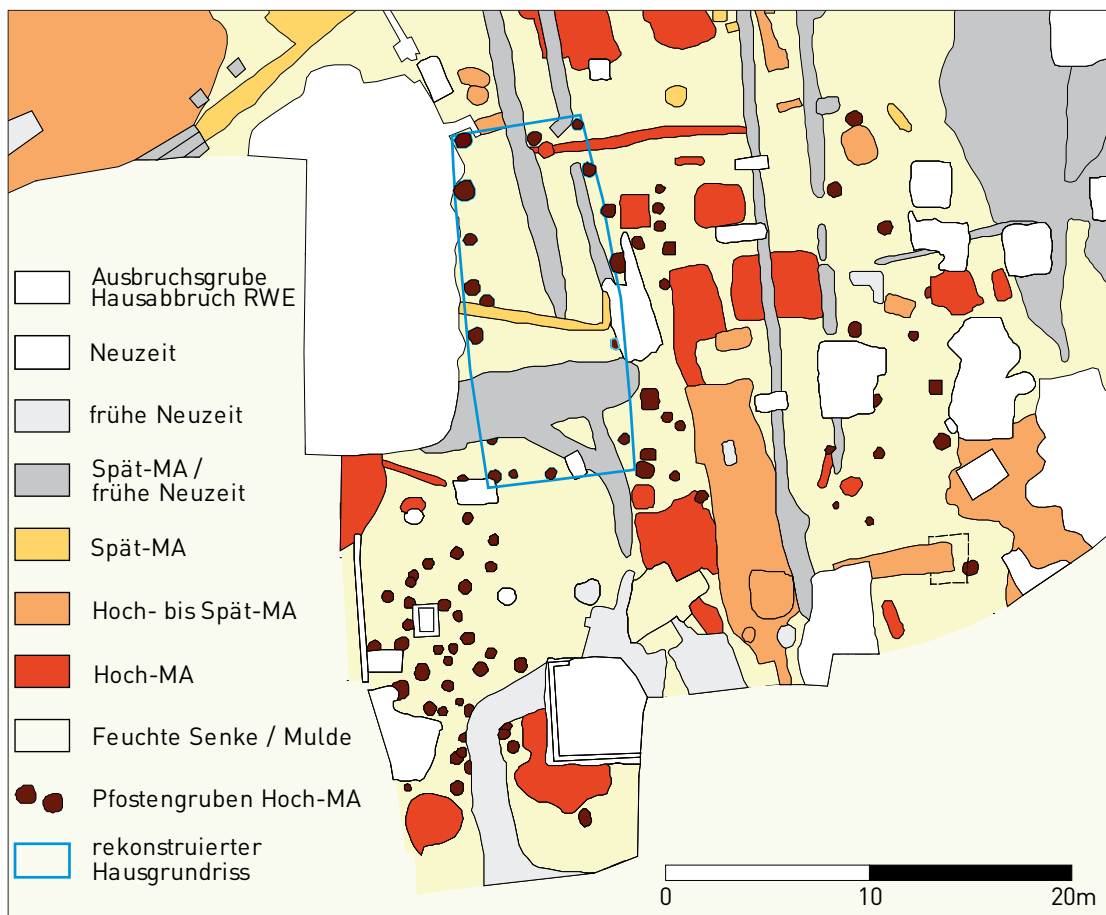 Ausbruchsgrube
Hausabbruch RWE
Neuzeit
frühe Neuzeit
Spät-MA /
frühe Neuzeit
Spät-MA
Hoch- bis Spät-MA
Hoch-MA
Feuchte Senke / Mulde
Pfostengruben Hoch-MA
rekonstruierter
Hausgrundriss
0 10 20m